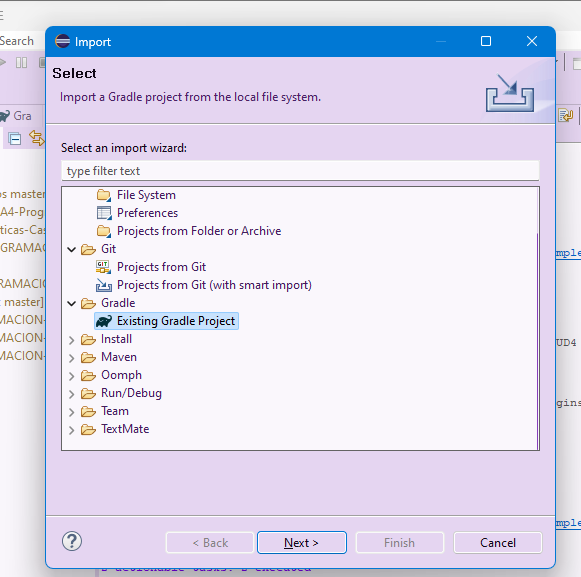 E
Search
Import
Select
Import a Gradle project from the local file system.
Gra
Select an import wizard:
type filter text
File System
Preferences
Projects from Folder or Archive
Git
Projects from Git
Projects from Git (with smart import)
Gradle
Existing Gradle Project
Install
Maven
Oomph
Run/Debug
Team
TextMate
os master
A4-Prog
ticas-Cas
GRAMAC
GRAMACIO
t master]
MACION-
MACION-
MACION-
mple
UD4
gins
mple
? < Back Next > Finish Cancel
2 actionable tasks: 2 executed